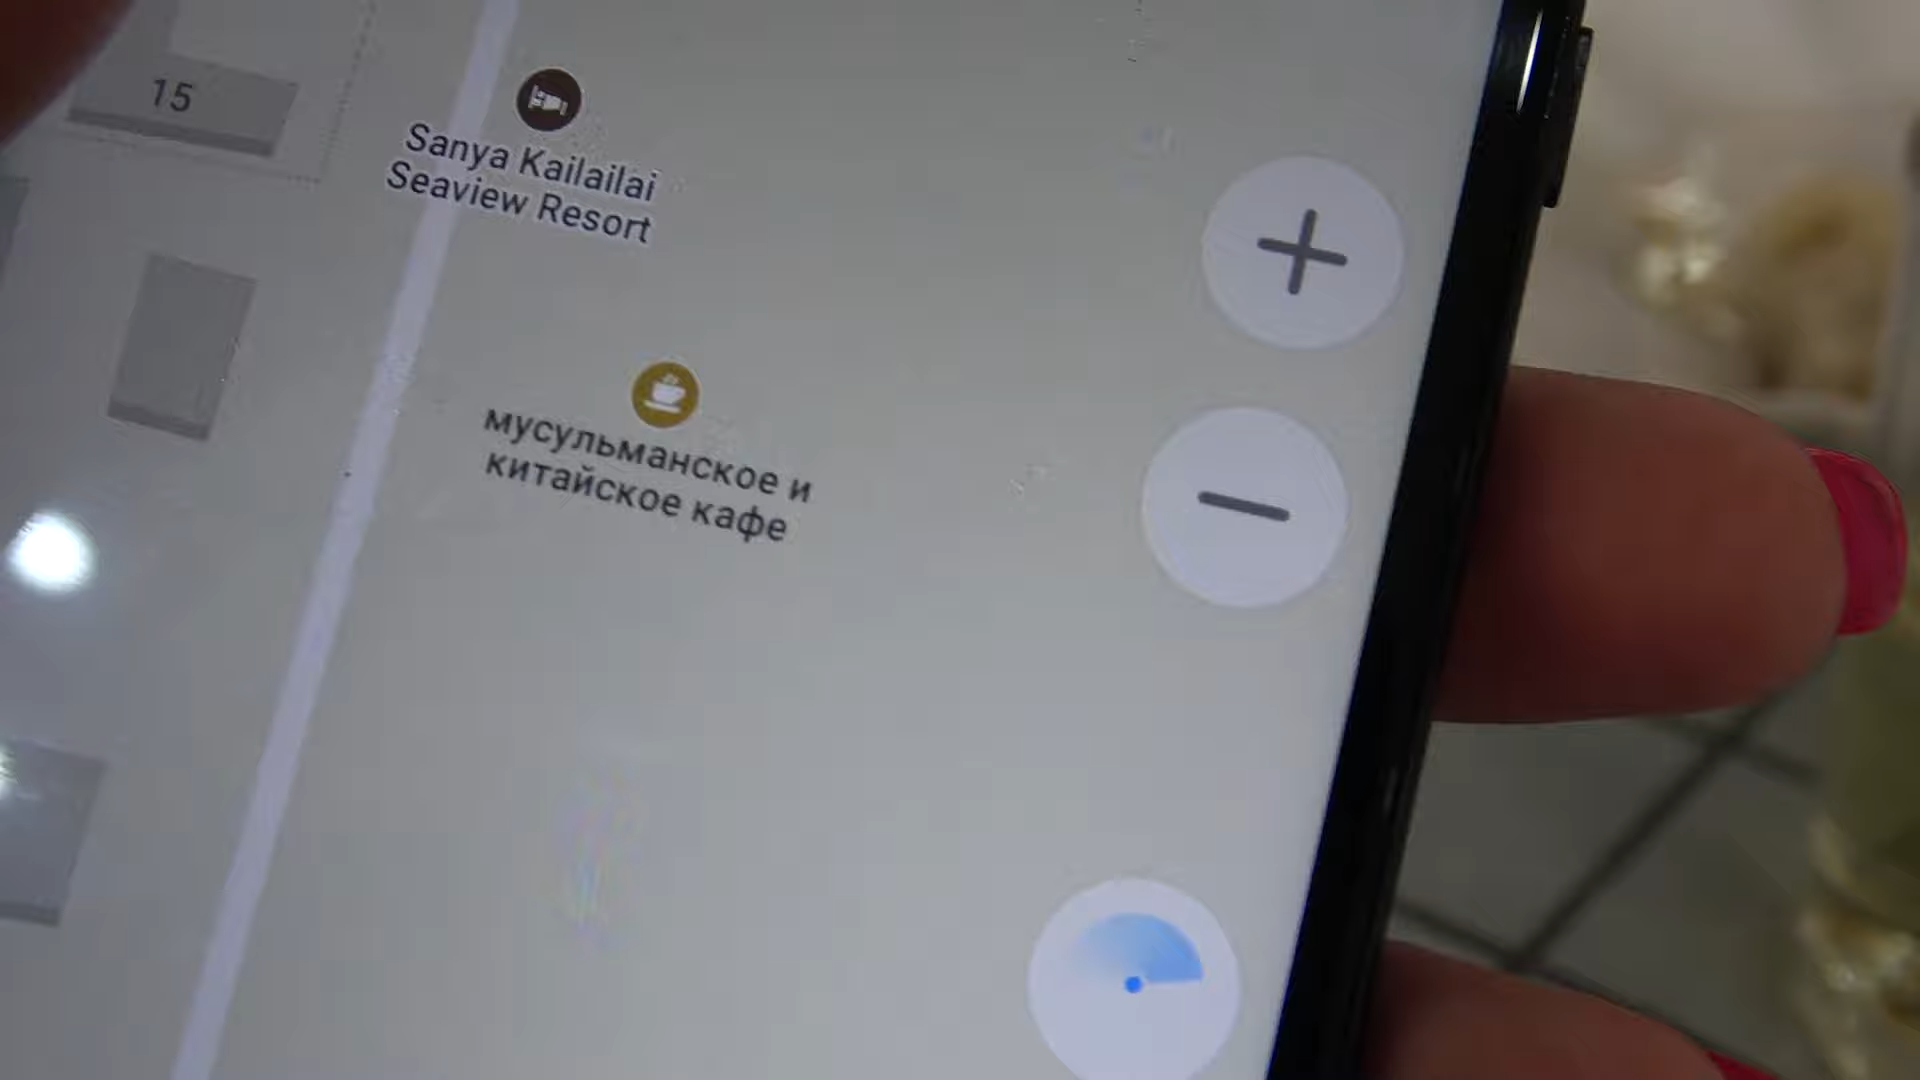 15
Sanya Kailailai
Seaview Resort
мусульманское и
китайское кафе